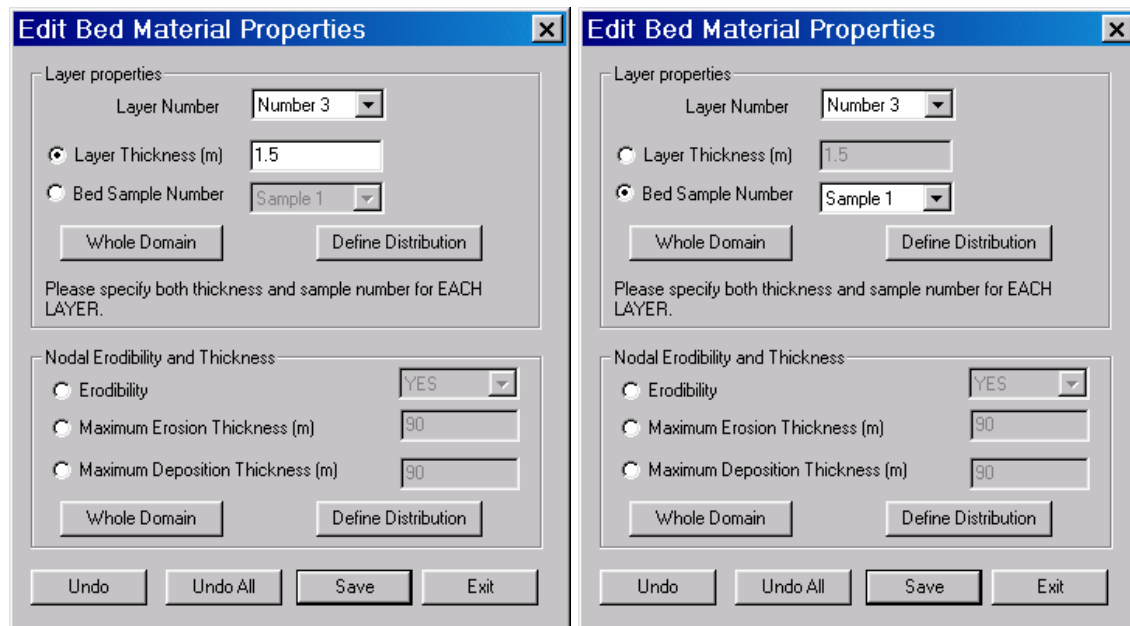 Edit Bed Material Properties
Layer properties
Layer Number Number 3
Layer Thickness (m) 1.5
Bed Sample Number Sample 1
Whole Domain Define Distribution
Please specify both thickness and sample number for EACH
LAYER.
Nodal Erodibility and Thickness
Erodibility YES
Maximum Erosion Thickness (m) 90
Maximum Deposition Thickness (m) 90
Whole Domain Define Distribution
Undo Undo All Save Exit
Edit Bed Material Properties
Layer properties
Layer Number Number 3
Layer Thickness (m) 1.5
Bed Sample Number Sample 1
Whole Domain Define Distribution
Please specify both thickness and sample number for EACH
LAYER.
Nodal Erodibility and Thickness
Erodibility YES
Maximum Erosion Thickness (m) 90
Maximum Deposition Thickness (m) 90
Whole Domain Define Distribution
Undo Undo All Save Exit